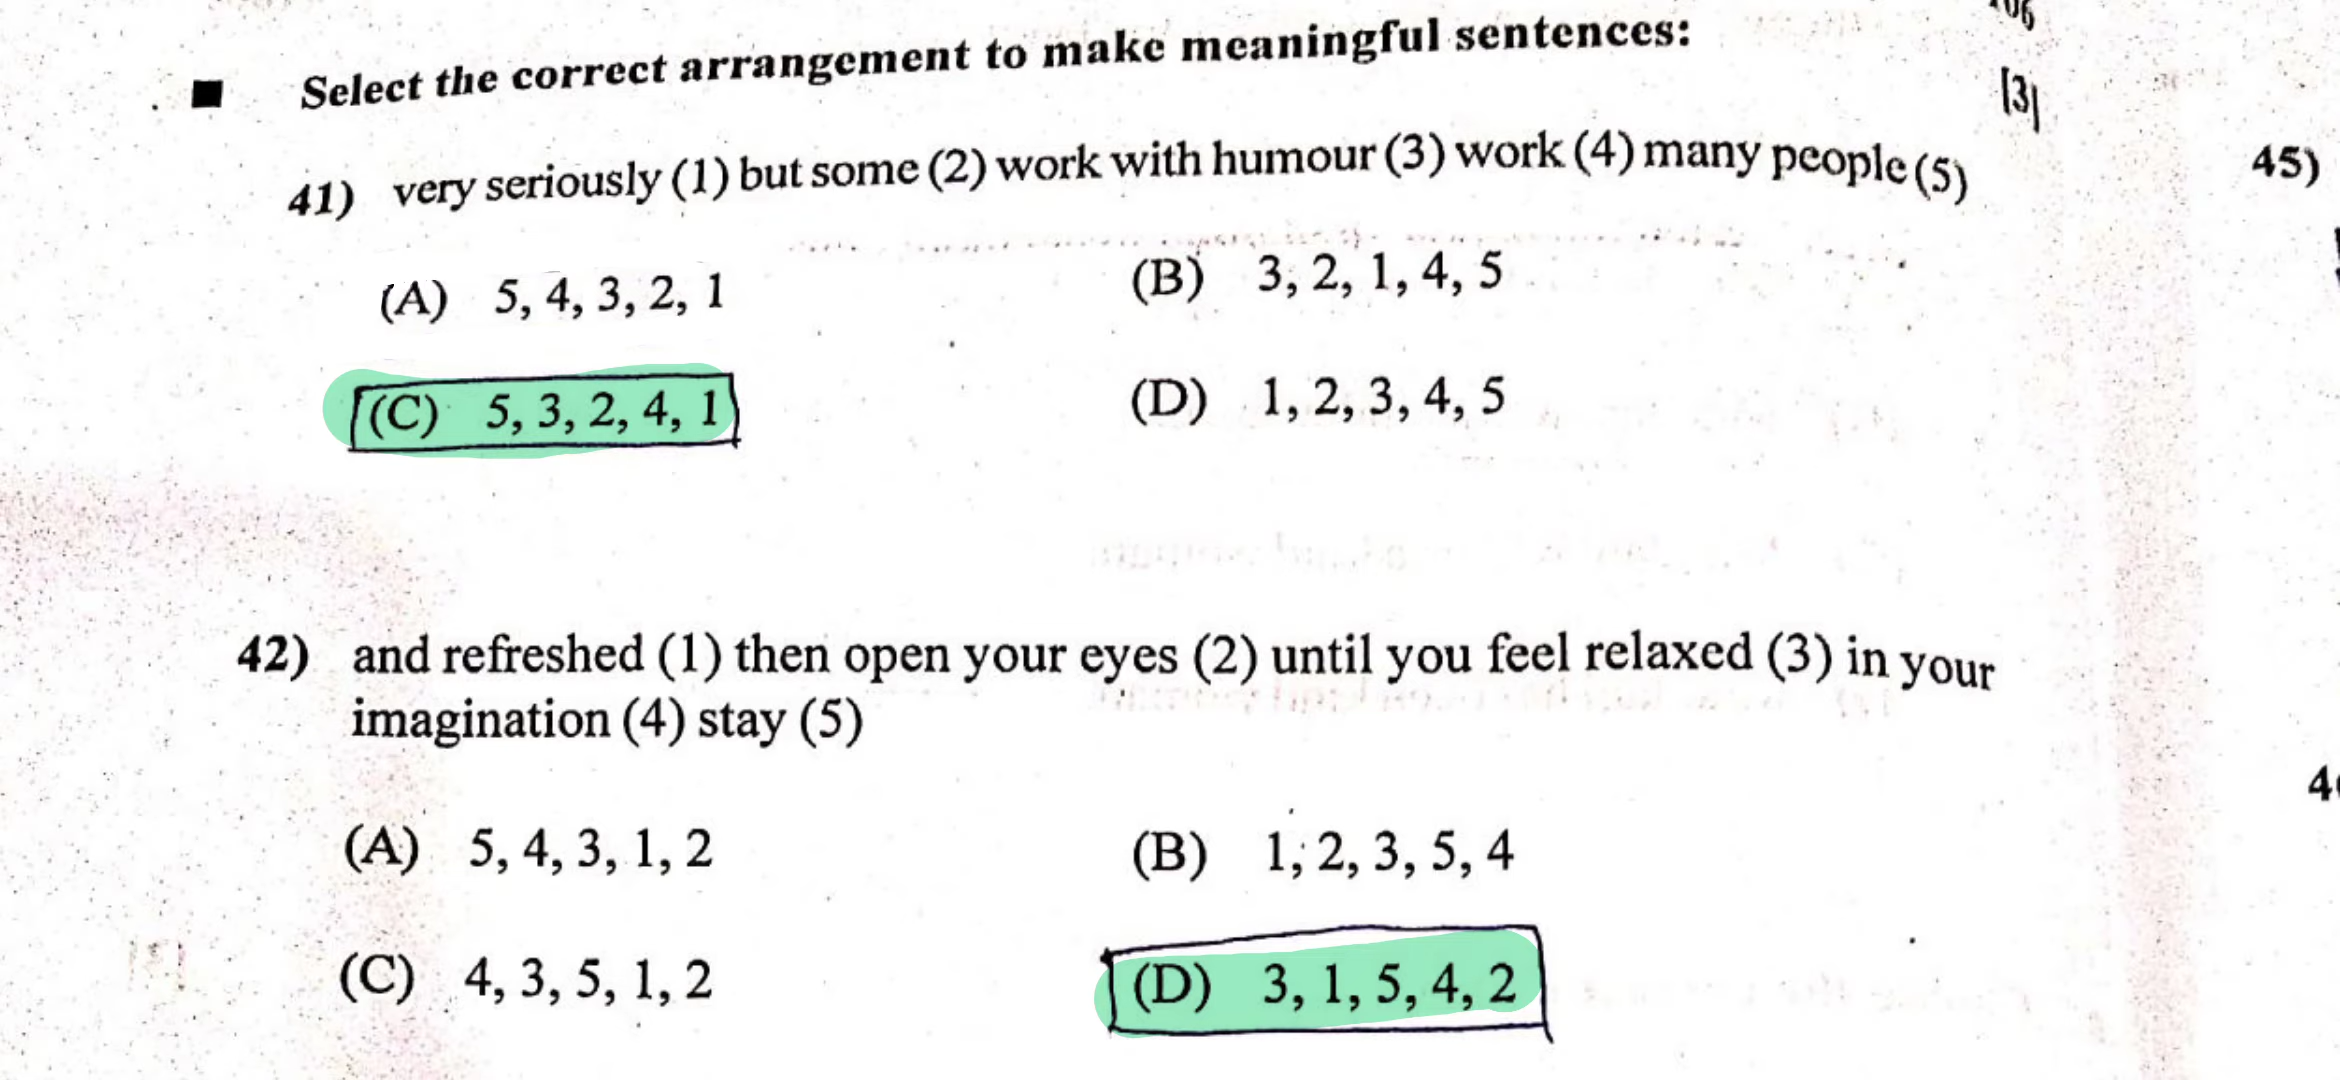 ■ Select the correct arrangement to make meaningful sentences:
[3]
41) very seriously (1) but some (2) work with humour (3) work (4) many people (5)
45)
(A) 5, 4, 3, 2, 1
(B) 3, 2, 1, 4, 5
(C) 5, 3, 2, 4, 1
(D) 1, 2, 3, 4, 5
42) and refreshed (1) then open your eyes (2) until you feel relaxed (3) in your
imagination (4) stay (5)
(A) 5, 4, 3, 1, 2
(B) 1, 2, 3, 5, 4
(C) 4, 3, 5, 1, 2
(D) 3, 1, 5, 4, 2